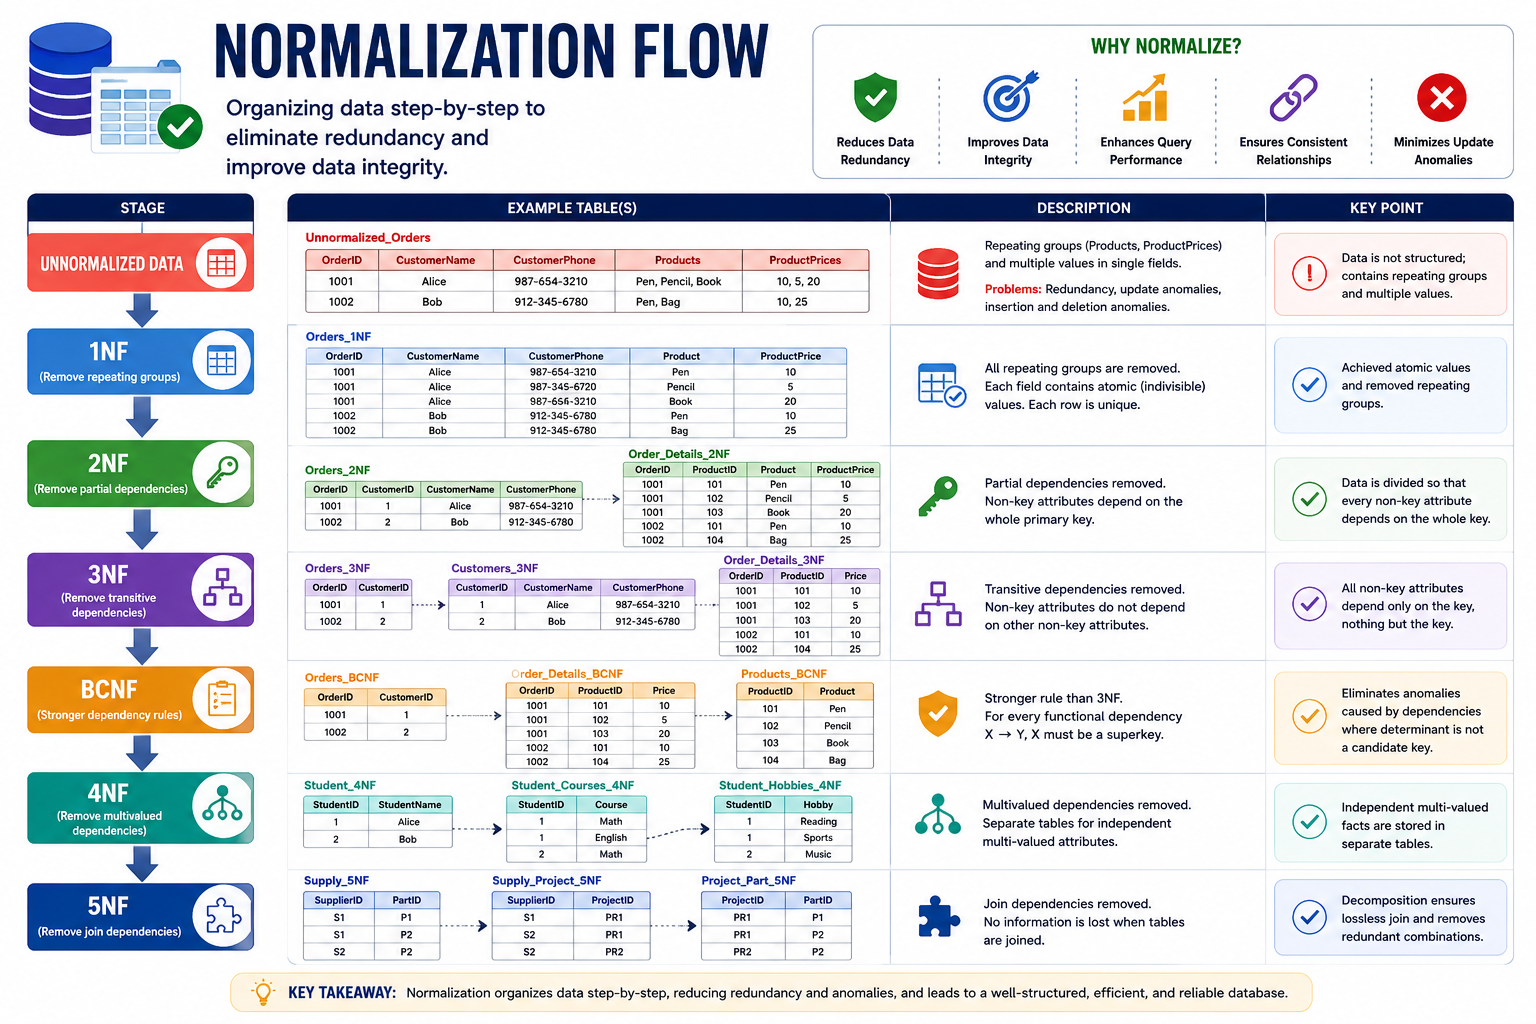 NORMALIZATION FLOW
Organizing data step-by-step to
eliminate redundancy and
improve data integrity.
WHY NORMALIZE?
Reduces Data
Redundancy
Improves Data
Integrity
Enhances Query
Performance
Ensures Consistent
Relationships
Minimizes Update
Anomalies
STAGE
EXAMPLE TABLE(S)
DESCRIPTION
KEY POINT
UNNORMALIZED DATA
Unnormalized_Orders
OrderID CustomerName CustomerPhone Products ProductPrices
1001 Alice 987-654-3210 Pen, Pencil, Book 10, 5, 20
1002 Bob 912-345-6780 Pen, Bag 10, 25
Repeating groups (Products, ProductPrices)
and multiple values in single fields.
Problems: Redundancy, update anomalies,
insertion and deletion anomalies.
Data is not structured;
contains repeating groups
and multiple values.
1NF
(Remove repeating groups)
Orders_1NF
OrderID CustomerName CustomerPhone Product ProductPrice
1001 Alice 987-654-3210 Pen 10
1001 Alice 987-345-6720 Pencil 5
1001 Alice 987-654-3210 Book 20
1002 Bob 912-345-6780 Pen 10
1002 Bob 912-345-6780 Bag 25
All repeating groups are removed.
Each field contains atomic (indivisible)
values. Each row is unique.
Achieved atomic values
and removed repeating
groups.
2NF
(Remove partial dependencies)
Orders_2NF
OrderID CustomerID CustomerName CustomerPhone
1001 1 Alice 987-654-3210
1002 2 Bob 912-345-6780
Order_Details_2NF
OrderID ProductID Product ProductPrice
1001 101 Pen 10
1001 102 Pencil 5
1001 103 Book 20
1002 101 Pen 10
1002 104 Bag 25
Partial dependencies removed.
Non-key attributes depend on the
whole primary key.
Data is divided so that
every non-key attribute
depends on the whole key.
3NF
(Remove transitive
dependencies)
Orders_3NF
OrderID CustomerID
1001 1
1002 2
Customers_3NF
CustomerID CustomerName CustomerPhone
1 Alice 987-654-3210
2 Bob 912-345-6780
Order_Details_3NF
OrderID ProductID Price
1001 101 10
1001 102 5
1001 103 20
1002 101 10
1002 104 25
Transitive dependencies removed.
Non-key attributes do not depend
on other non-key attributes.
All non-key attributes
depend only on the key,
nothing but the key.
BCNF
(Stronger dependency rules)
Orders_BCNF
OrderID CustomerID
1001 1
1002 2
Order_Details_BCNF
OrderID ProductID Price
1001 101 10
1001 102 5
1001 103 20
1002 101 10
1002 104 25
Products_BCNF
ProductID Product
101 Pen
102 Pencil
103 Book
104 Bag
Stronger rule than 3NF.
For every functional dependency
X → Y, X must be a superkey.
Eliminates anomalies
caused by dependencies
where determinant is not
a candidate key.
4NF
(Remove multivalued
dependencies)
Student_4NF
StudentID StudentName
1 Alice
2 Bob
Student_Courses_4NF
StudentID Course
1 Math
1 English
2 Math
Student_Hobbies_4NF
StudentID Hobby
1 Reading
1 Sports
2 Music
Multivalued dependencies removed.
Separate tables for independent
multi-valued attributes.
Independent multi-valued
facts are stored in
separate tables.
5NF
(Remove join dependencies)
Supply_5NF
SupplierID PartID
S1 P1
S1 P2
S2 P2
Supply_Project_5NF
SupplierID ProjectID
S1 PR1
S2 PR1
S2 PR2
Project_Part_5NF
ProjectID PartID
PR1 P1
PR1 P2
PR2 P2
Join dependencies removed.
No information is lost when tables
are joined.
Decomposition ensures
lossless join and removes
redundant combinations.
KEY TAKEAWAY: Normalization organizes data step-by-step, reducing redundancy and anomalies, and leads to a well-structured, efficient, and reliable database.